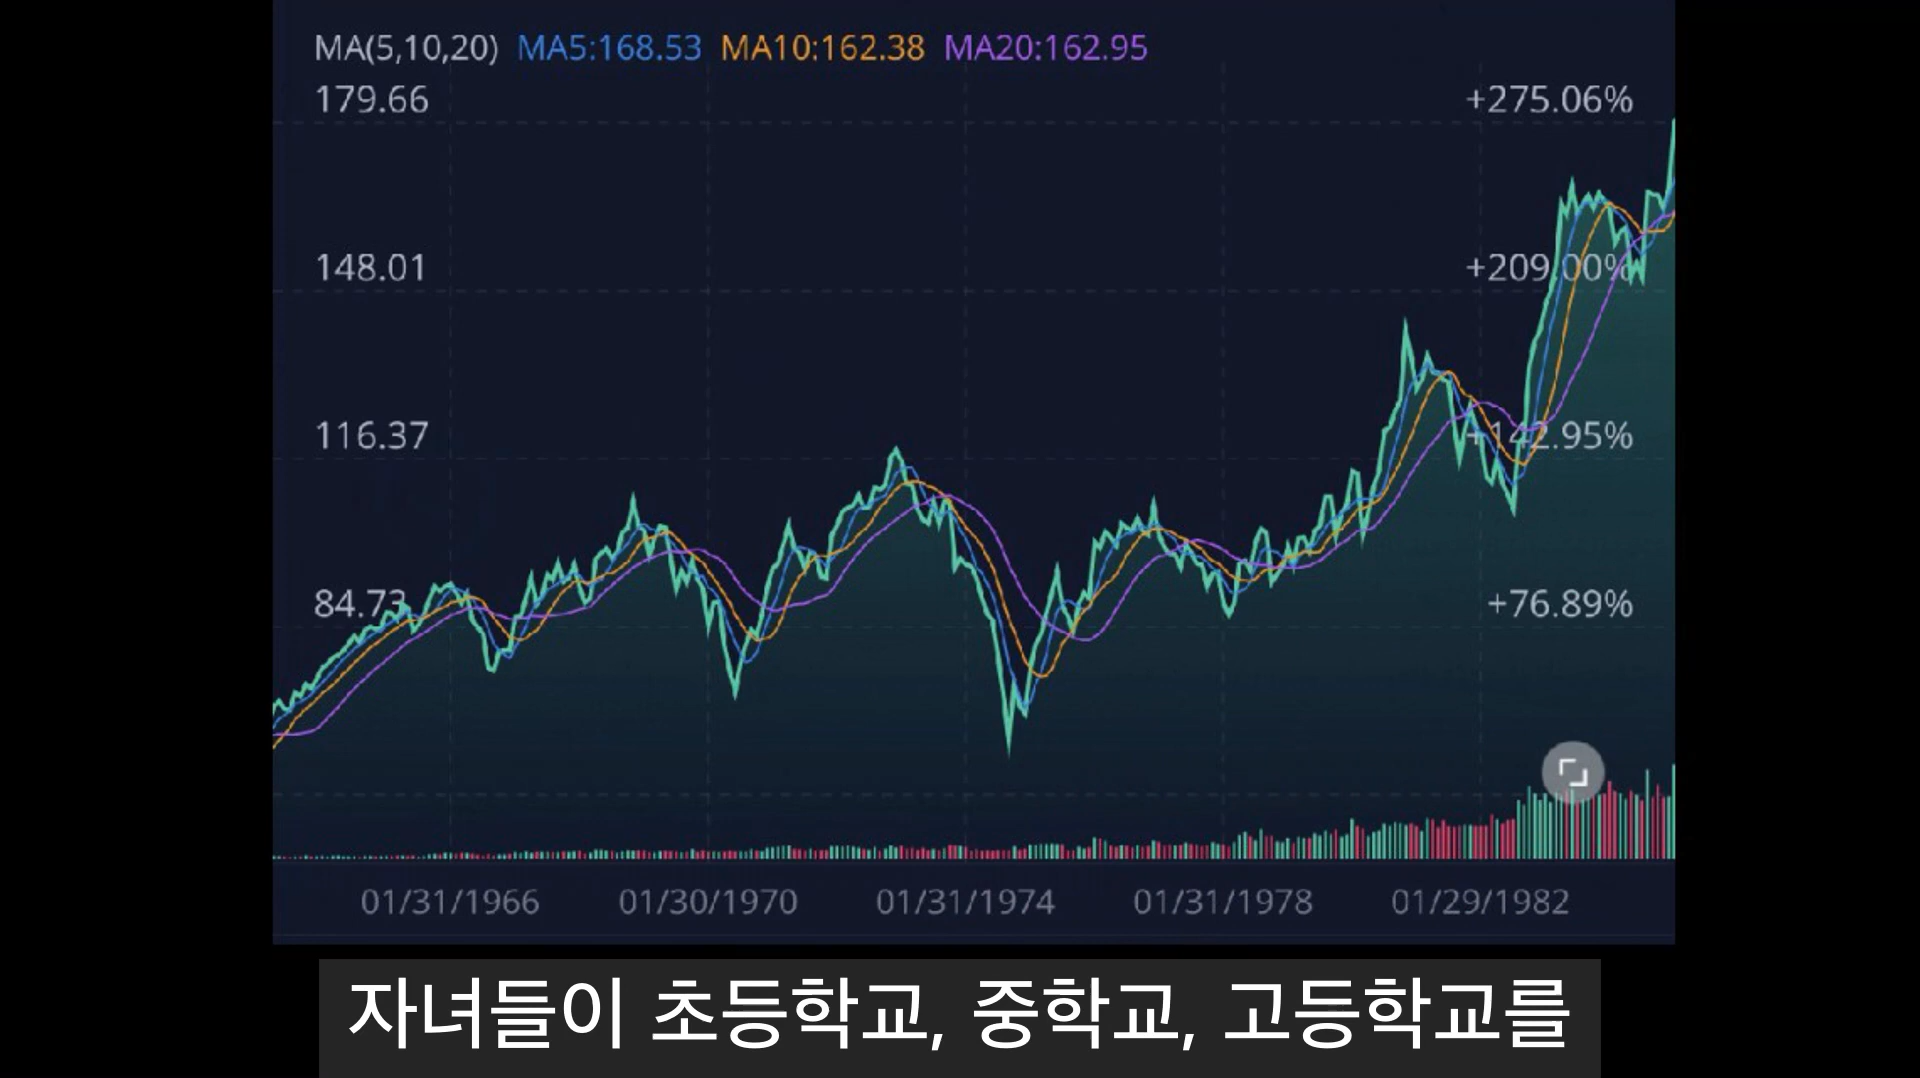 MA(5,10,20) MA5:168.53 MA10:162.38 MA20:162.95
179.66 +275.06%
148.01 +209.00%
116.37 +142.95%
84.73 +76.89%
01/31/1966 01/30/1970 01/31/1974 01/31/1978 01/29/1982
자녀들이 초등학교, 중학교, 고등학교를